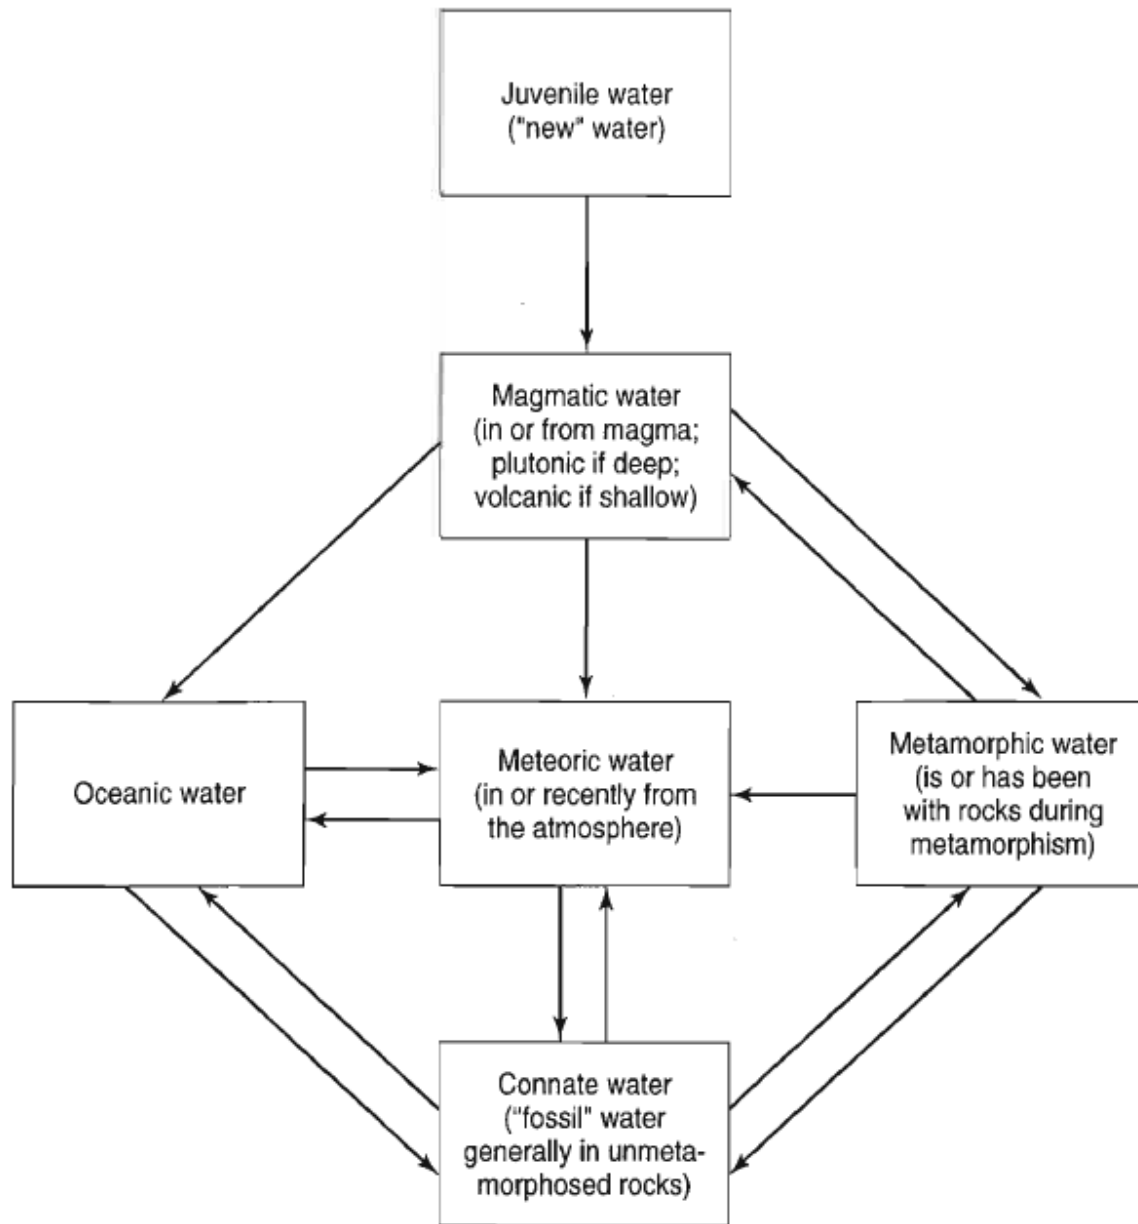 Juvenile water
("new" water)
Magmatic water
(in or from magma;
plutonic if deep;
volcanic if shallow)
Oceanic water
Meteoric water
(in or recently from
the atmosphere)
Metamorphic water
(is or has been
with rocks during
metamorphism)
Connate water
("fossil" water
generally in unmeta-
morphosed rocks)